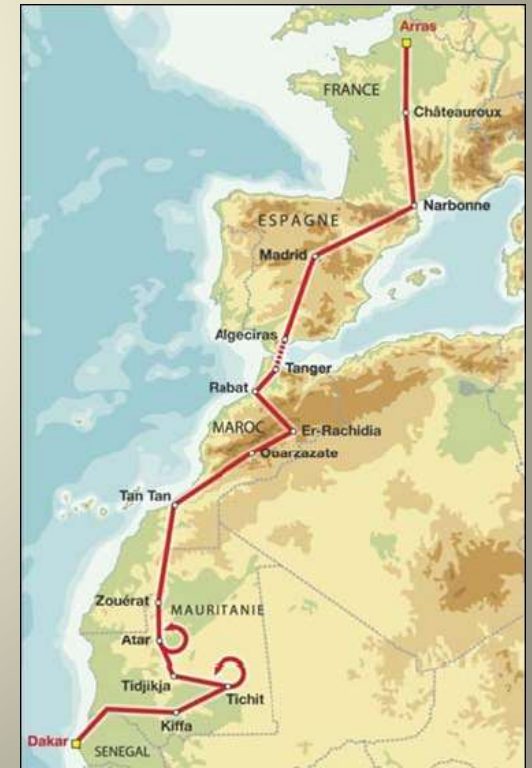 Arras
FRANCE
Châteauroux
Narbonne
ESPAGNE
Madrid
Algeciras
Tanger
Rabat
MAROC
Er-Rachidia
Ouarzazate
Tan Tan
Zouérat
MAURITANIE
Atar
Tidjikja
Tichit
Kiffa
Dakar
SENEGAL